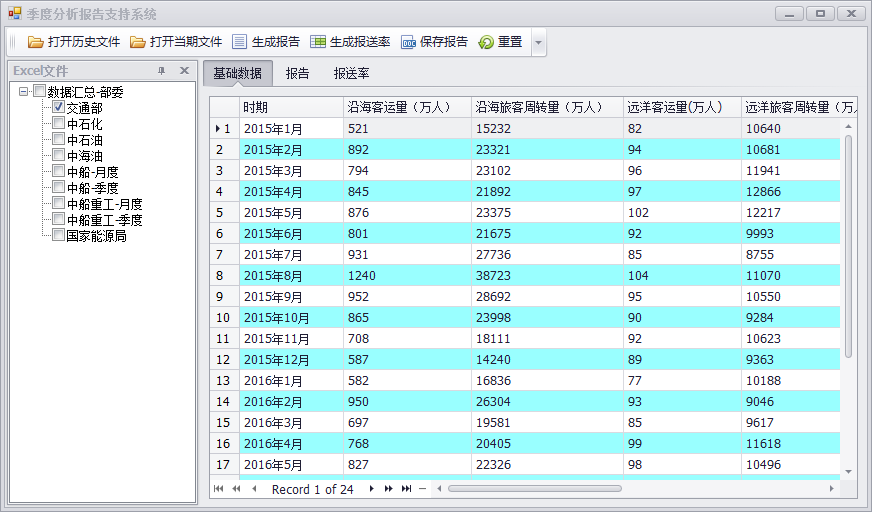 季度分析报告支持系统
打开历史文件 打开当期文件 生成报告 生成报送率 保存报告 重置
Excel文件
数据汇总-部委
交通部
中石化
中石油
中海油
中船-月度
中船-季度
中船重工-月度
中船重工-季度
国家能源局
基础数据 报告 报送率
时期 沿海客运量（万人） 沿海旅客周转量（万人） 远洋客运量(万人) 远洋旅客周转量（万人
1 2015年1月 521 15232 82 10640
2 2015年2月 892 23321 94 10681
3 2015年3月 794 23102 96 11941
4 2015年4月 845 21892 97 12866
5 2015年5月 876 23375 102 12217
6 2015年6月 801 21675 92 9993
7 2015年7月 931 27736 85 8755
8 2015年8月 1240 38723 104 11070
9 2015年9月 952 28692 95 10550
10 2015年10月 865 23998 90 9284
11 2015年11月 708 18111 92 10623
12 2015年12月 587 14240 89 9363
13 2016年1月 582 16836 77 10188
14 2016年2月 950 26304 93 9046
15 2016年3月 697 19581 85 9617
16 2016年4月 768 20405 99 11618
17 2016年5月 827 22326 98 10496
Record 1 of 24